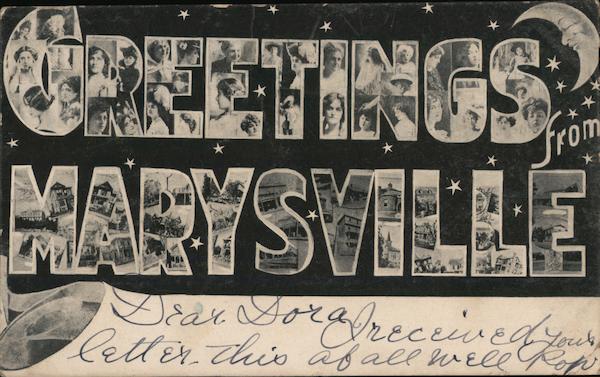 GREETINGS
from
MARYSVILLE
Dear Dora I received your
letter this all well